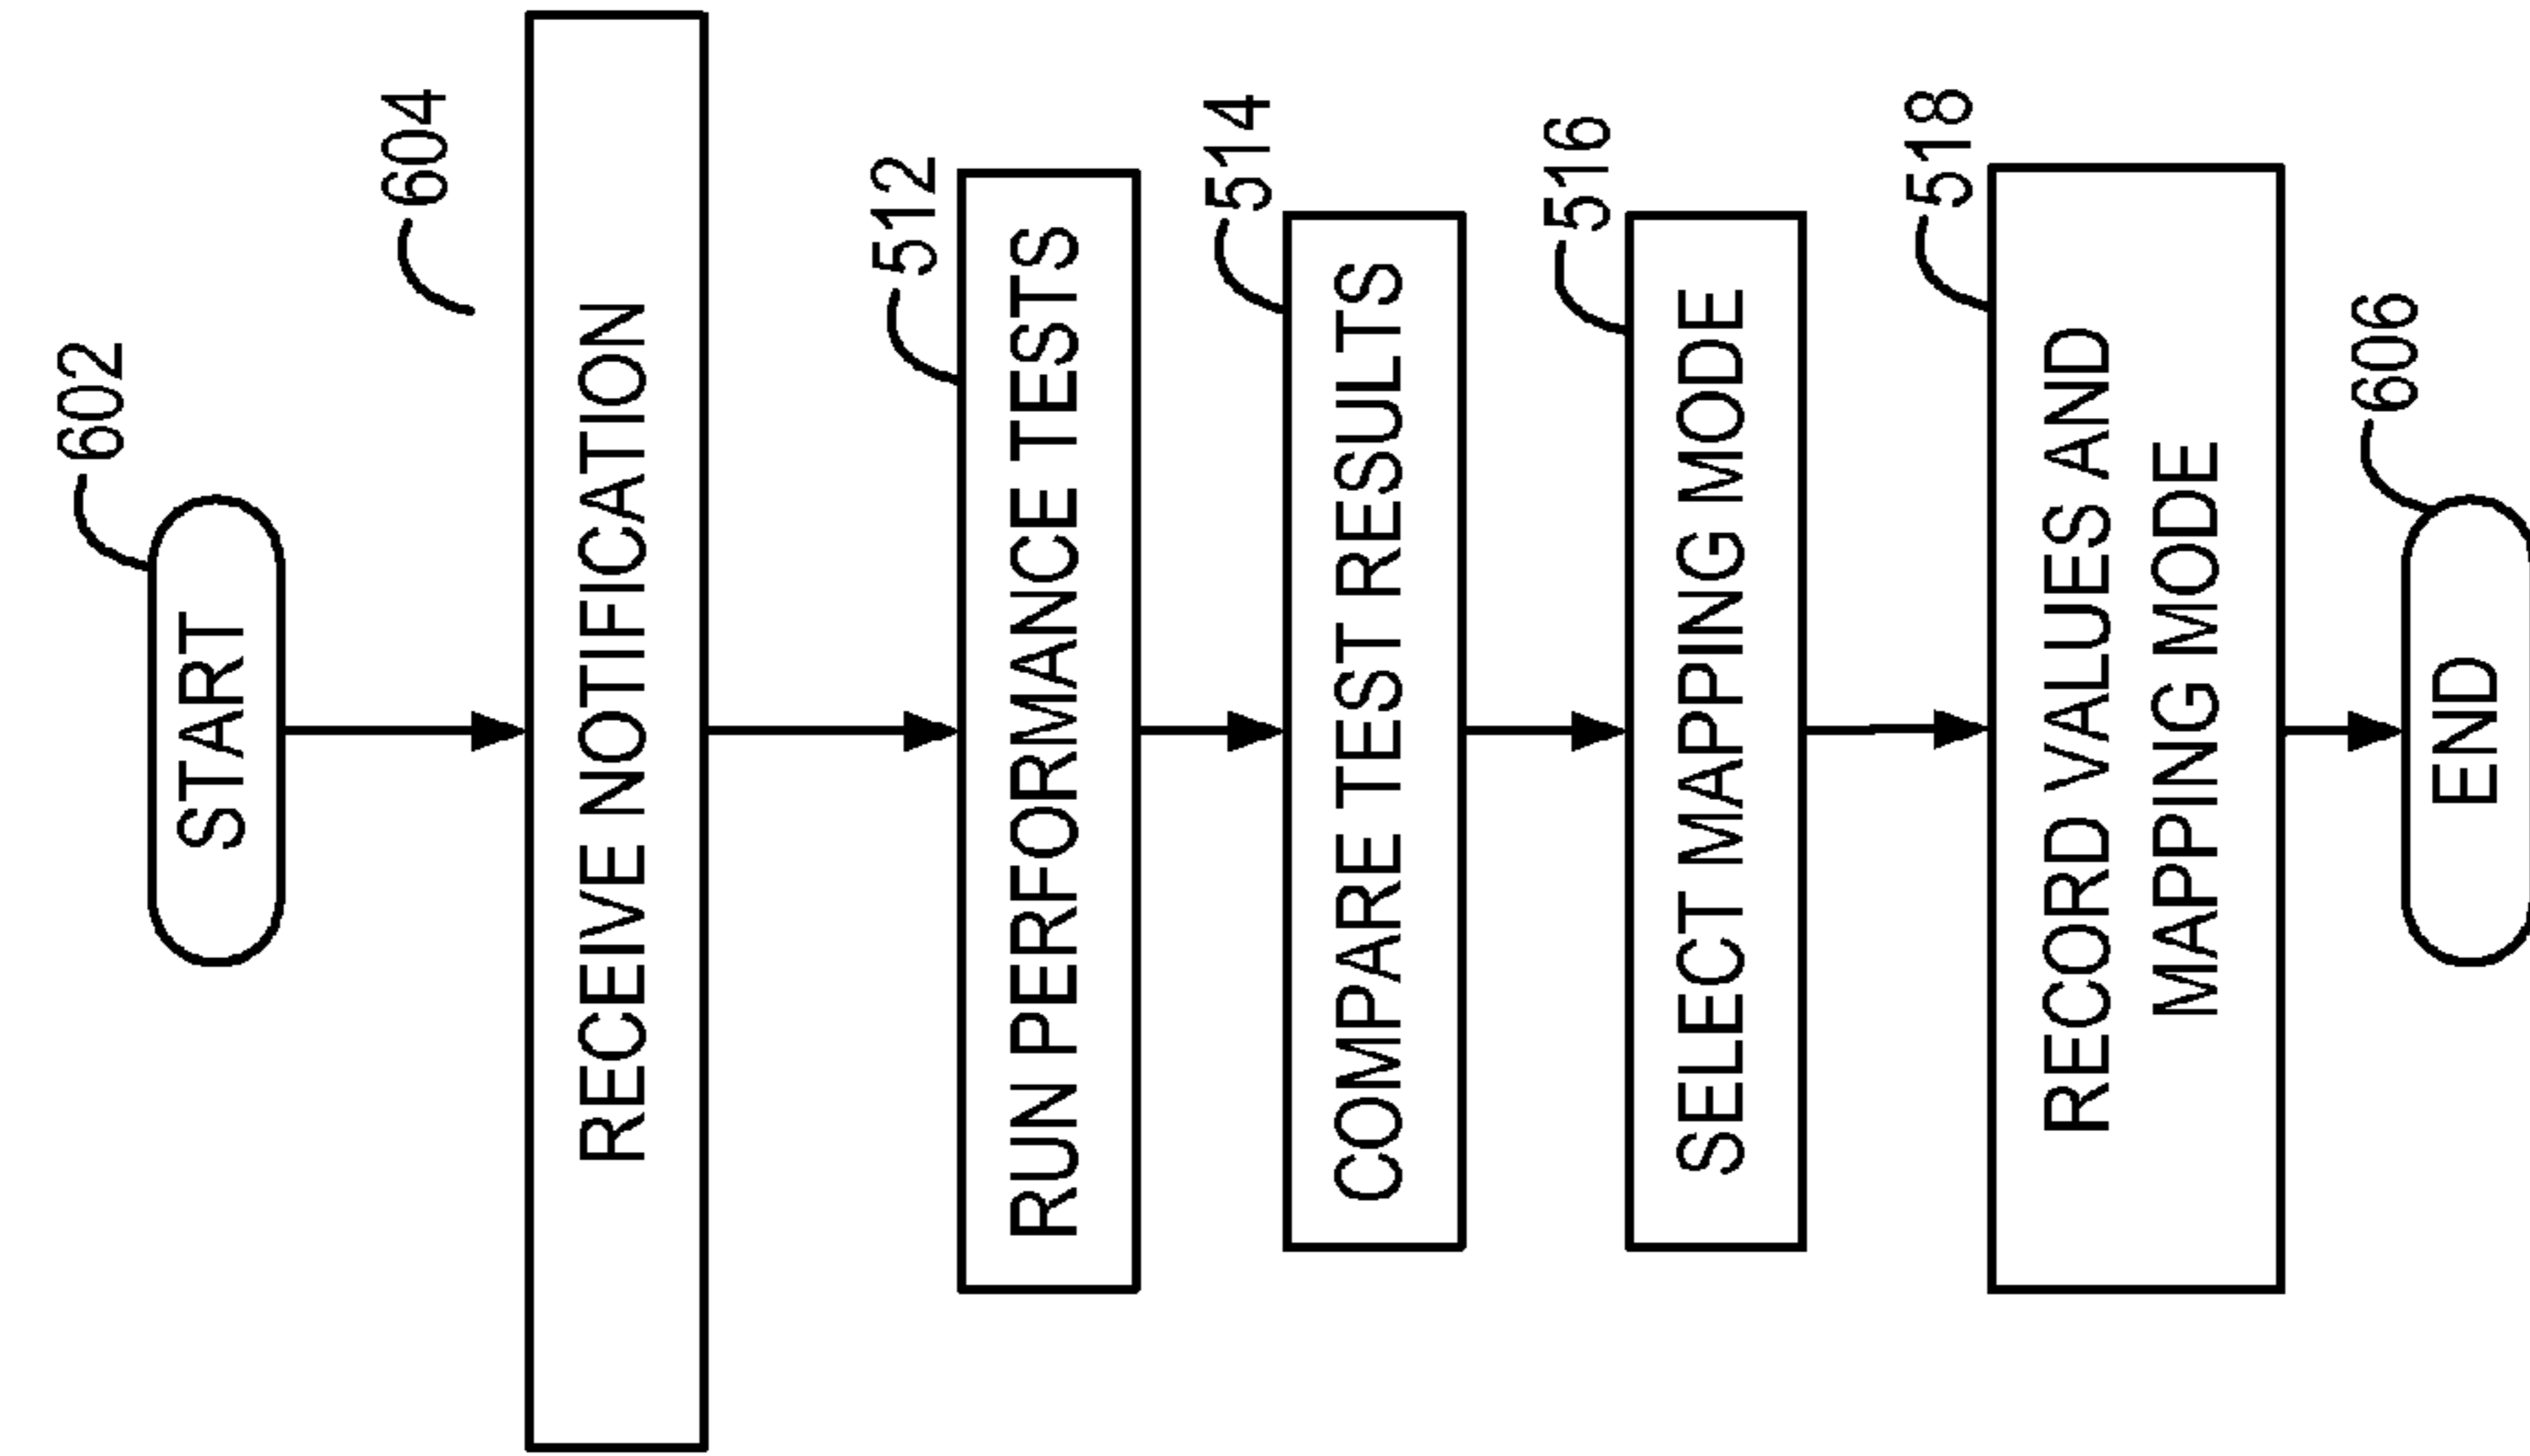 602
START
604
RECEIVE NOTIFICATION
512
RUN PERFORMANCE TESTS
514
COMPARE TEST RESULTS
516
SELECT MAPPING MODE
518
RECORD VALUES AND
MAPPING MODE
606
END